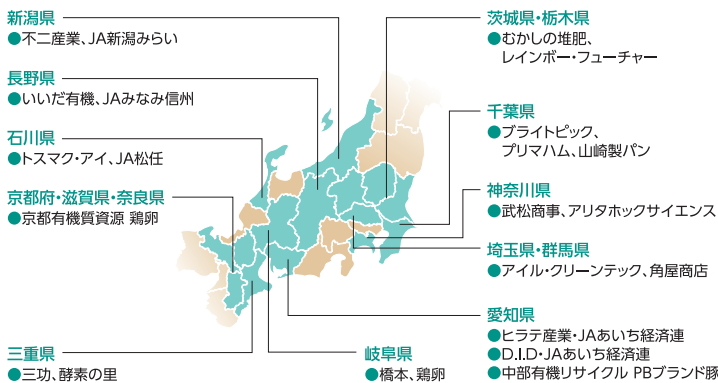 新潟県
●不二産業、JA新潟みらい
長野県
●いいだ有機、JAみなみ信州
石川県
●トスマク・アイ、JA松任
京都府・滋賀県・奈良県
●京都有機質資源 鶏卵
三重県
●三功、酵素の里
岐阜県
●橋本、鶏卵
茨城県・栃木県
●むかしの堆肥、
レインボー・フューチャー
千葉県
●ブライトピック、
プリマハム、山崎製パン
神奈川県
●武松商事、アリタホックサイエンス
埼玉県・群馬県
●アイル・クリーンテック、角屋商店
愛知県
●ヒラテ産業・JAあいち経済連
●D.I.D・JAあいち経済連
●中部有機リサイクル PBブランド豚